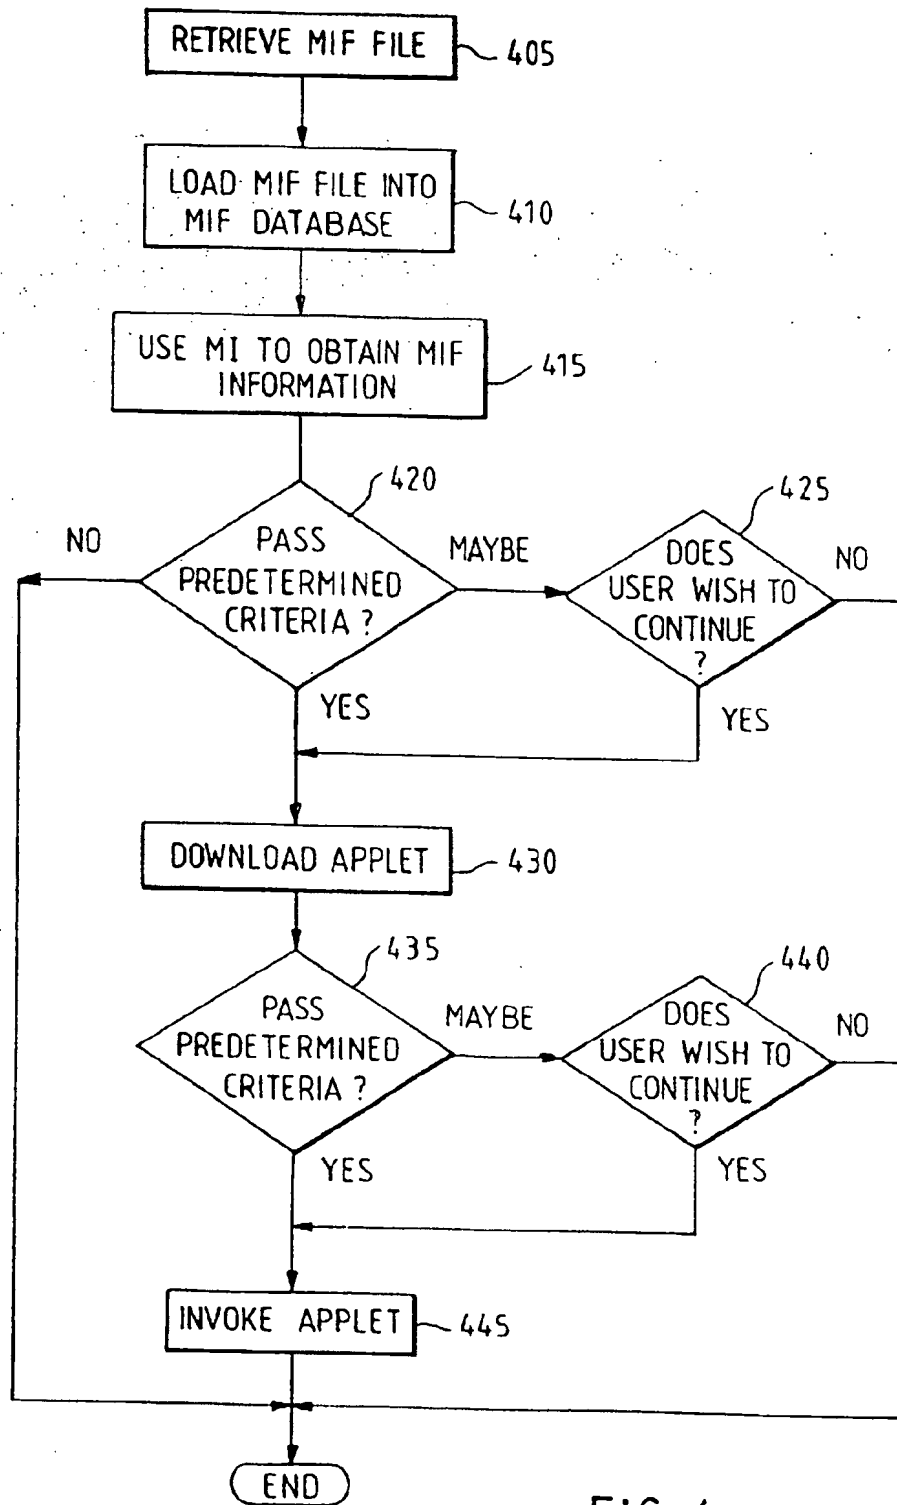 RETRIEVE MIF FILE
405
LOAD MIF FILE INTO
MIF DATABASE
410
USE MI TO OBTAIN MIF
INFORMATION
415
420
425
NO
PASS
PREDETERMINED
CRITERIA ?
MAYBE
DOES
USER WISH TO
CONTINUE
?
NO
YES
YES
DOWNLOAD APPLET
430
435
440
PASS
PREDETERMINED
CRITERIA ?
MAYBE
DOES
USER WISH TO
CONTINUE
?
NO
YES
YES
INVOKE APPLET
445
END